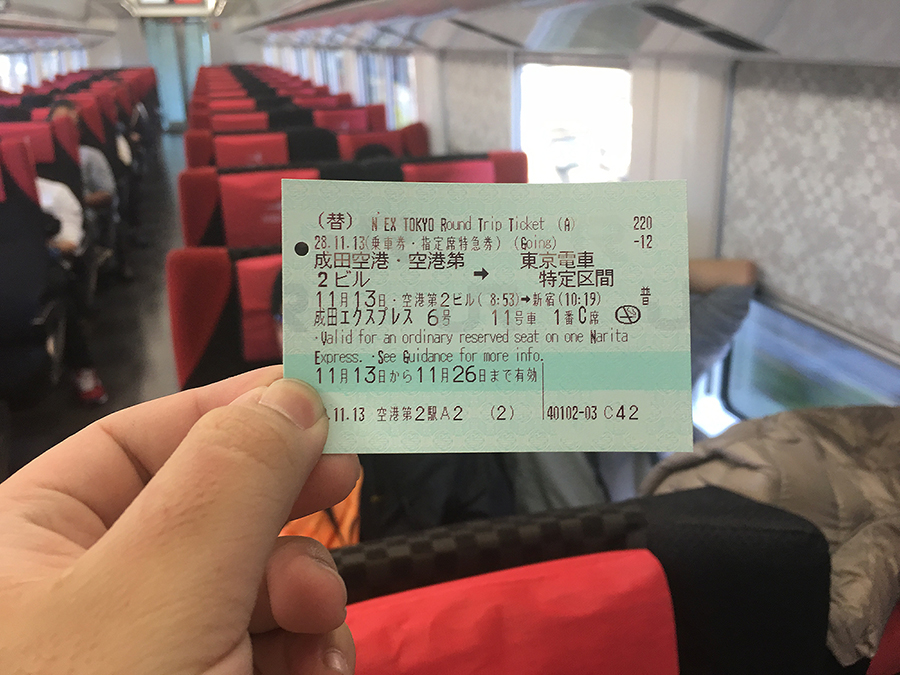 (替) N'EX TOKYO Round Trip Ticket (A) 220
28.11.13(乗車券・指定席特急券) (Going) -12
成田空港・空港第 東京電車
2ビル → 特定区間
11月13日・空港第2ビル( 8:53)➡新宿(10:19) 普
成田エクスプレス 6号 11号車 1番C席
・Valid for an ordinary reserved seat on one Narita
Express. ・See Guidance for more info.
11月13日から11月26日まで有効
.11.13 空港第2駅A2 (2) 40102-03 C42